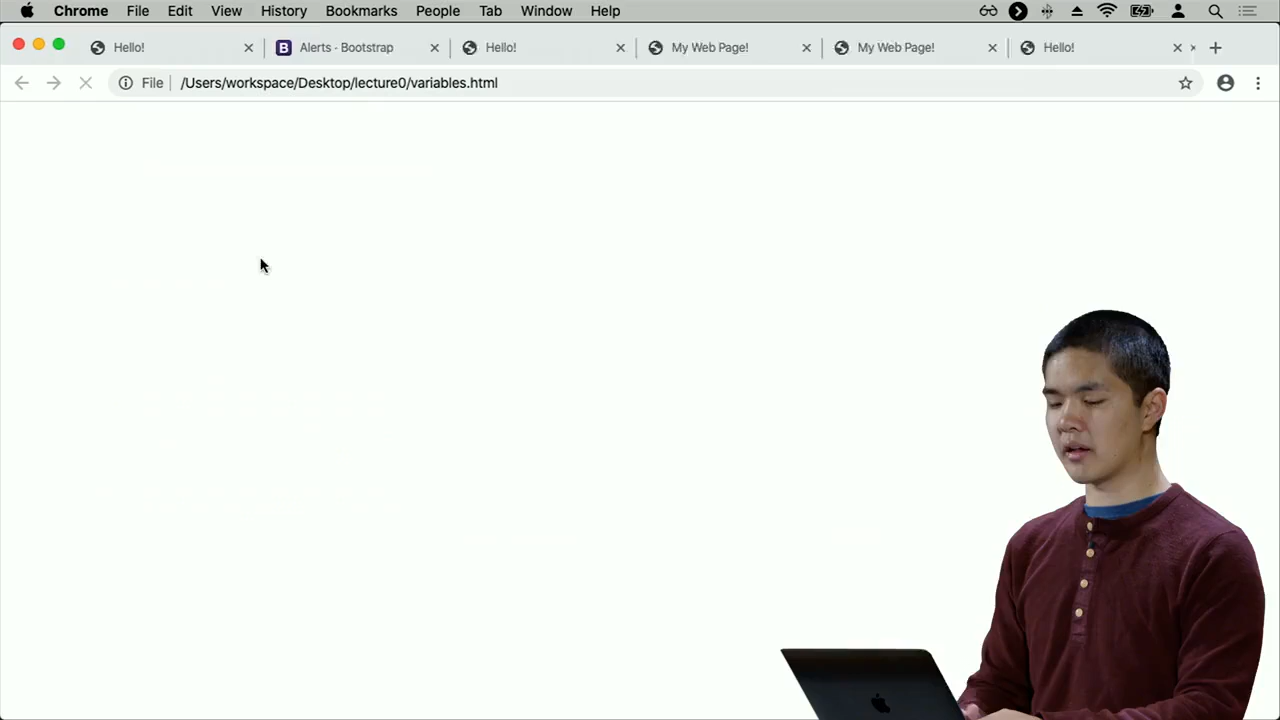 Chrome File Edit View History Bookmarks People Tab Window Help
Hello! B Alerts - Bootstrap Hello! My Web Page! My Web Page! Hello!
File /Users/workspace/Desktop/lecture0/variables.html